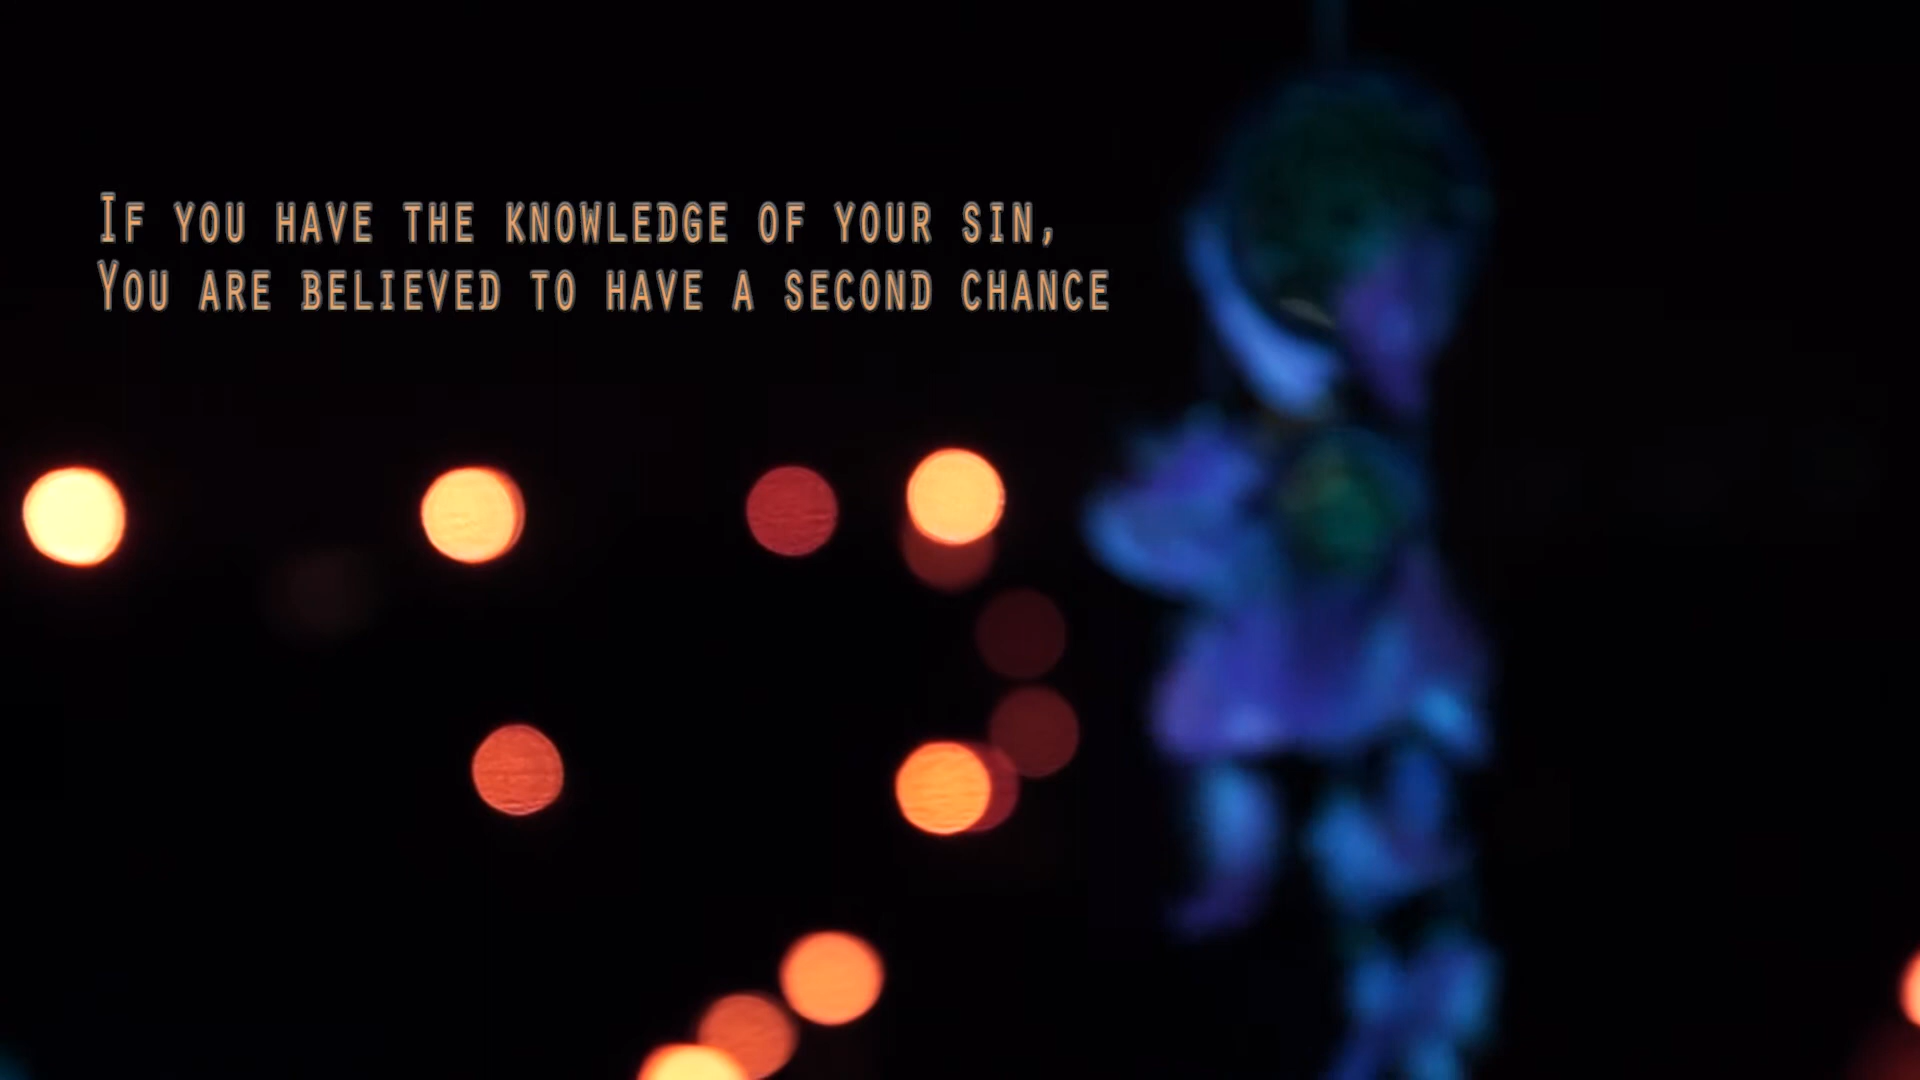 If you have the knowledge of your sin,
You are believed to have a second chance